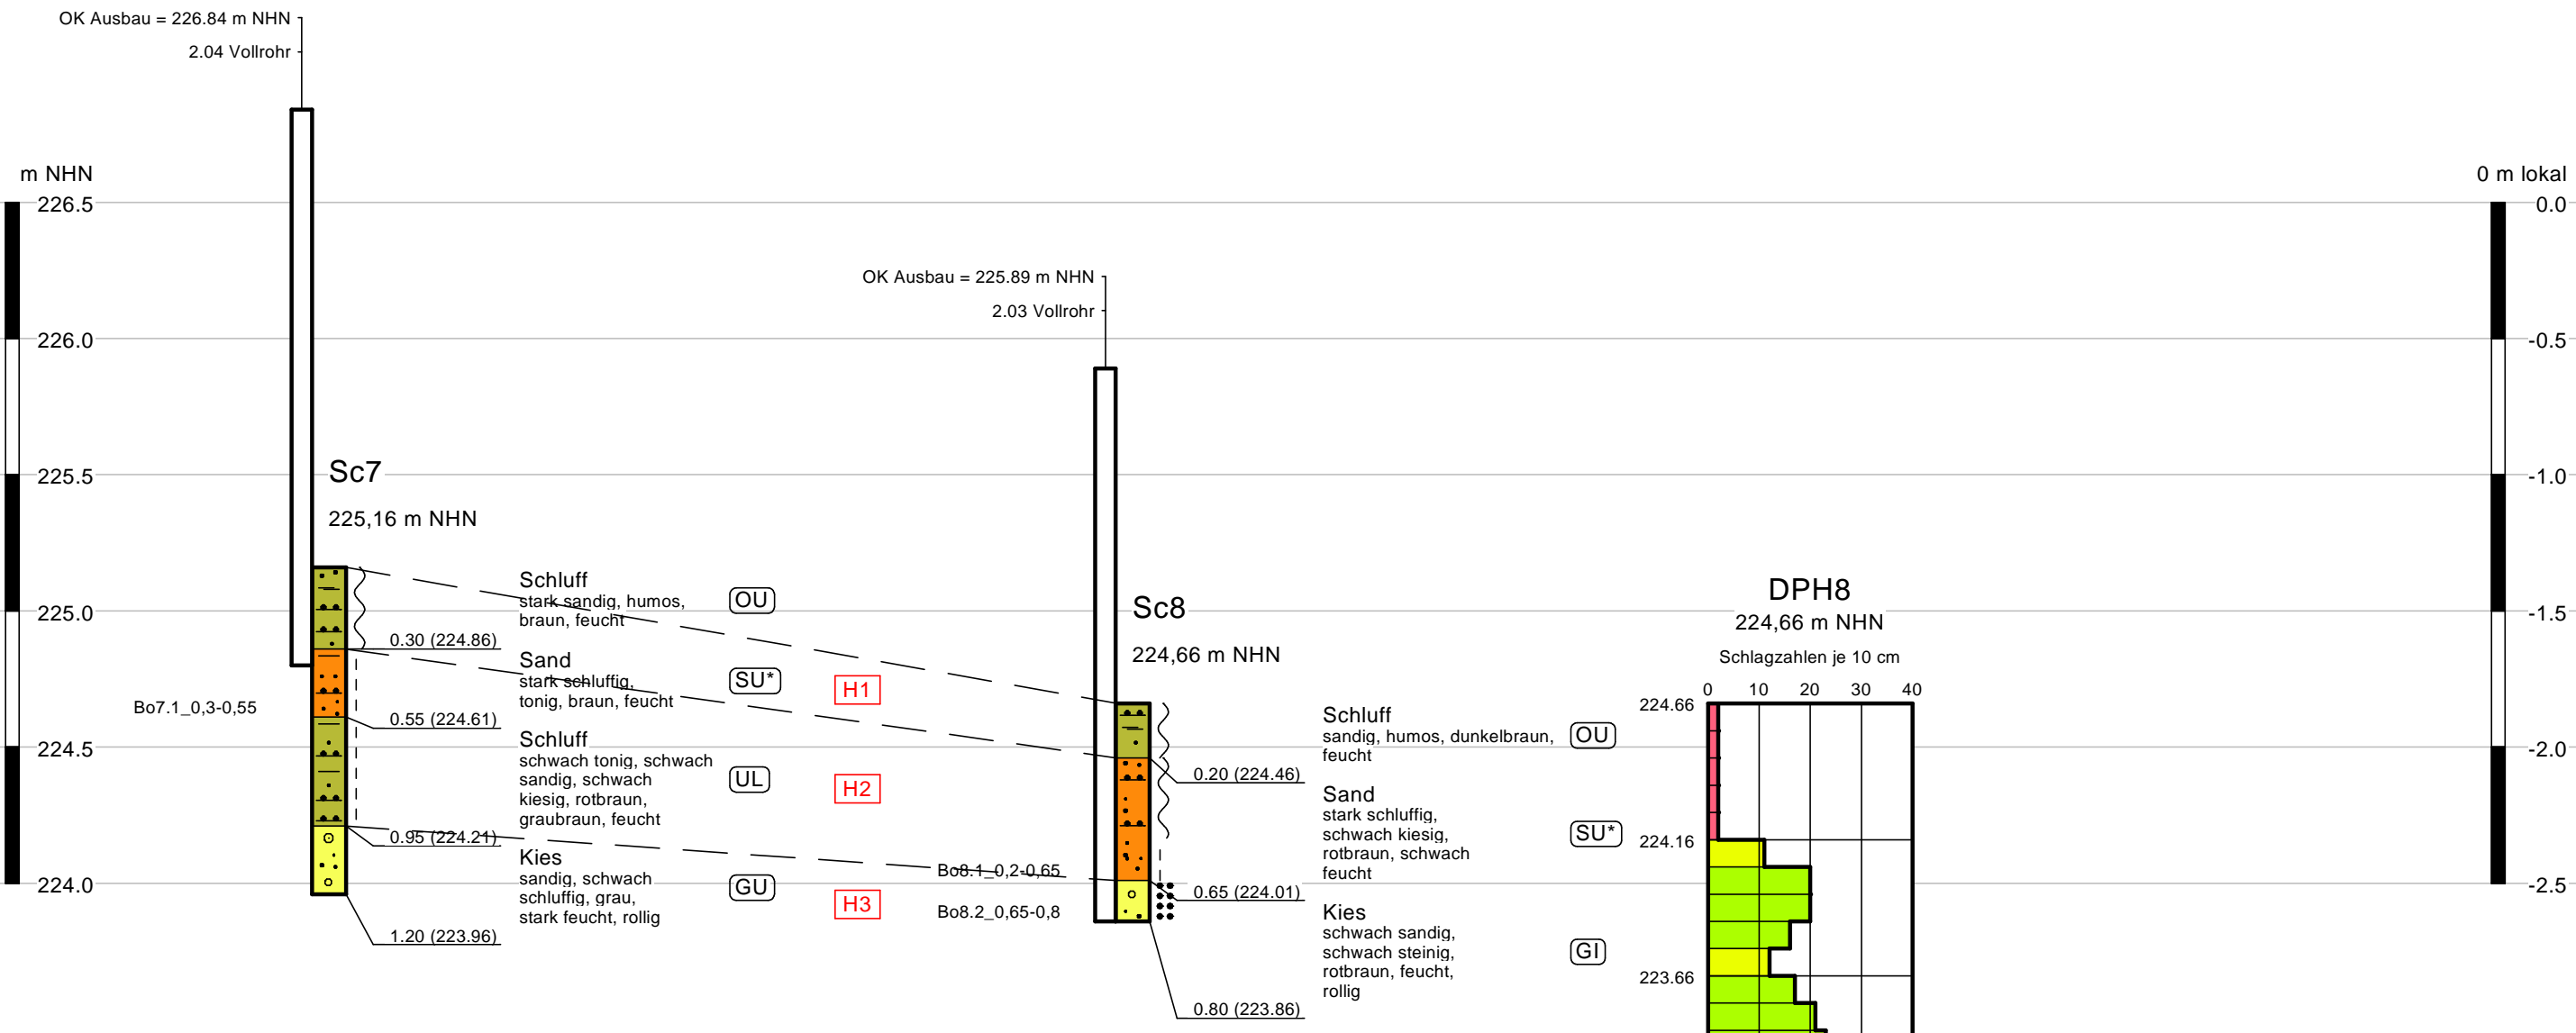 OK Ausbau = 226.84 m NHN
2.04 Vollrohr
m NHN
226.5
226.0
225.5
225.0
224.5
224.0
Sc7
225,16 m NHN
Bo7.1_0,3-0,55
0.30 (224.86)
0.55 (224.61)
0.95 (224.21)
1.20 (223.96)
Schluff
stark sandig, humos,
braun, feucht
OU
Sand
stark schluffig,
tonig, braun, feucht
SU*
H1
Schluff
schwach tonig, schwach
sandig, schwach
kiesig, rotbraun,
graubraun, feucht
UL
H2
Kies
sandig, schwach
schluffig, grau,
stark feucht, rollig
GU
H3
OK Ausbau = 225.89 m NHN
2.03 Vollrohr
Sc8
224,66 m NHN
Bo8.1_0,2-0,65
Bo8.2_0,65-0,8
0.20 (224.46)
0.65 (224.01)
0.80 (223.86)
Schluff
sandig, humos, dunkelbraun,
feucht
OU
Sand
stark schluffig,
schwach kiesig,
rotbraun, schwach
feucht
SU*
Kies
schwach sandig,
schwach steinig,
rotbraun, feucht,
rollig
GI
DPH8
224,66 m NHN
Schlagzahlen je 10 cm
0 10 20 30 40
224.66
224.16
223.66
0 m lokal
0.0
-0.5
-1.0
-1.5
-2.0
-2.5